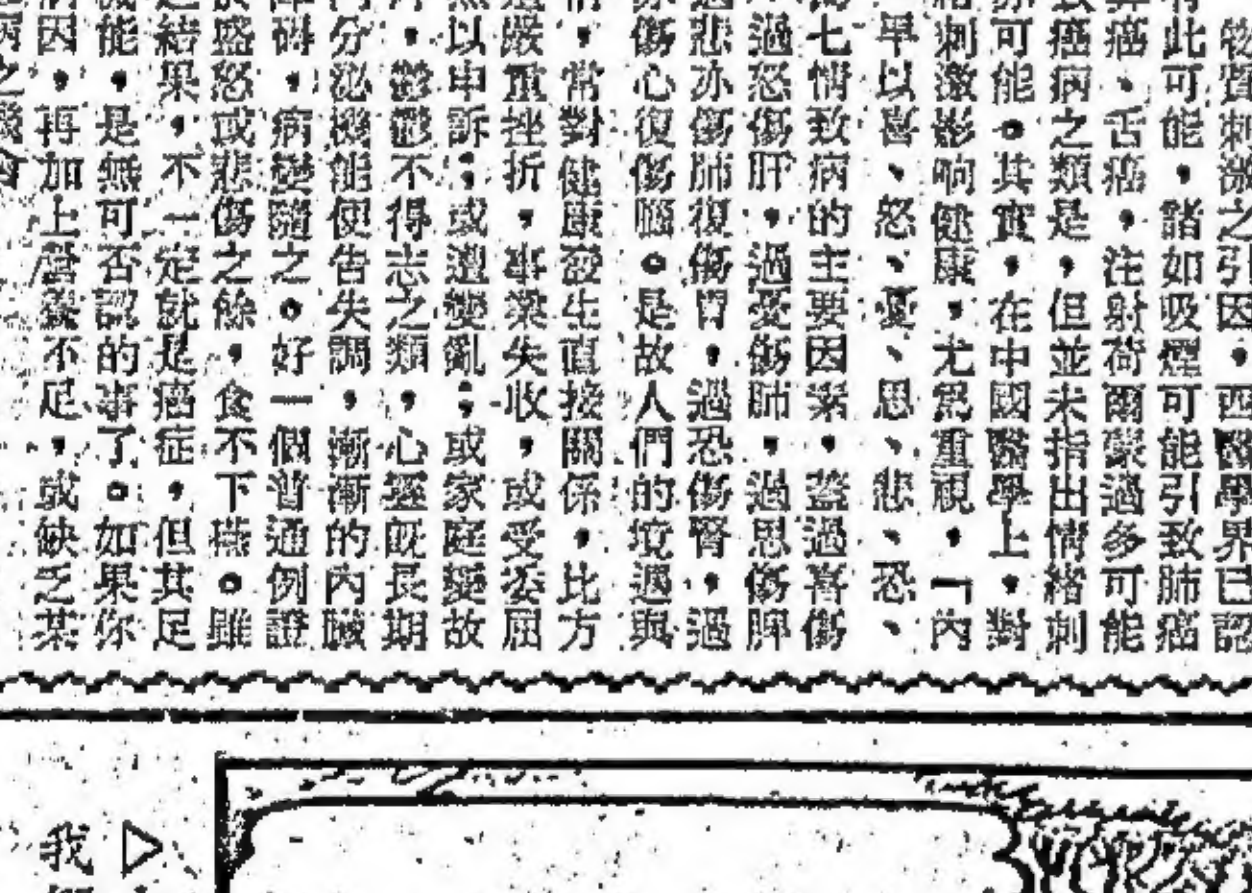 物質刺激之引因，西醫學界已認
此可能，諸如吸煙可能引致肺癌
癌、舌癌，注射荷爾蒙過多可能
癌病之類是，但並未指出情緒刺
可能。其實，在中國醫學上，對
刺激影响健康，尤為重視，「內
單以喜、怒、憂、思、悲、恐、
七情致病的主要因素，蓋過喜傷
過怒傷肝，過憂傷肺，過思傷脾
悲亦傷肺復傷胃，過恐傷腎，過
傷心復傷腦。是故人們的境遇與
，常對健康發生直接關係，比方
嚴重挫折，事業失收，或受委屈
以申訴；或遭變亂；或家庭變故
，鬱鬱不得志之類，心境既長期
分泌機能便告失調，漸漸的內臟
碍，病變隨之。好一個普通例證
盛怒或悲傷之餘，食不下嚥。雖
結果，不一定就是癌症，但其足
能，是無可否認的事了。如果你
因，再加上營養不足，或缺乏某
病之機會
▷
我